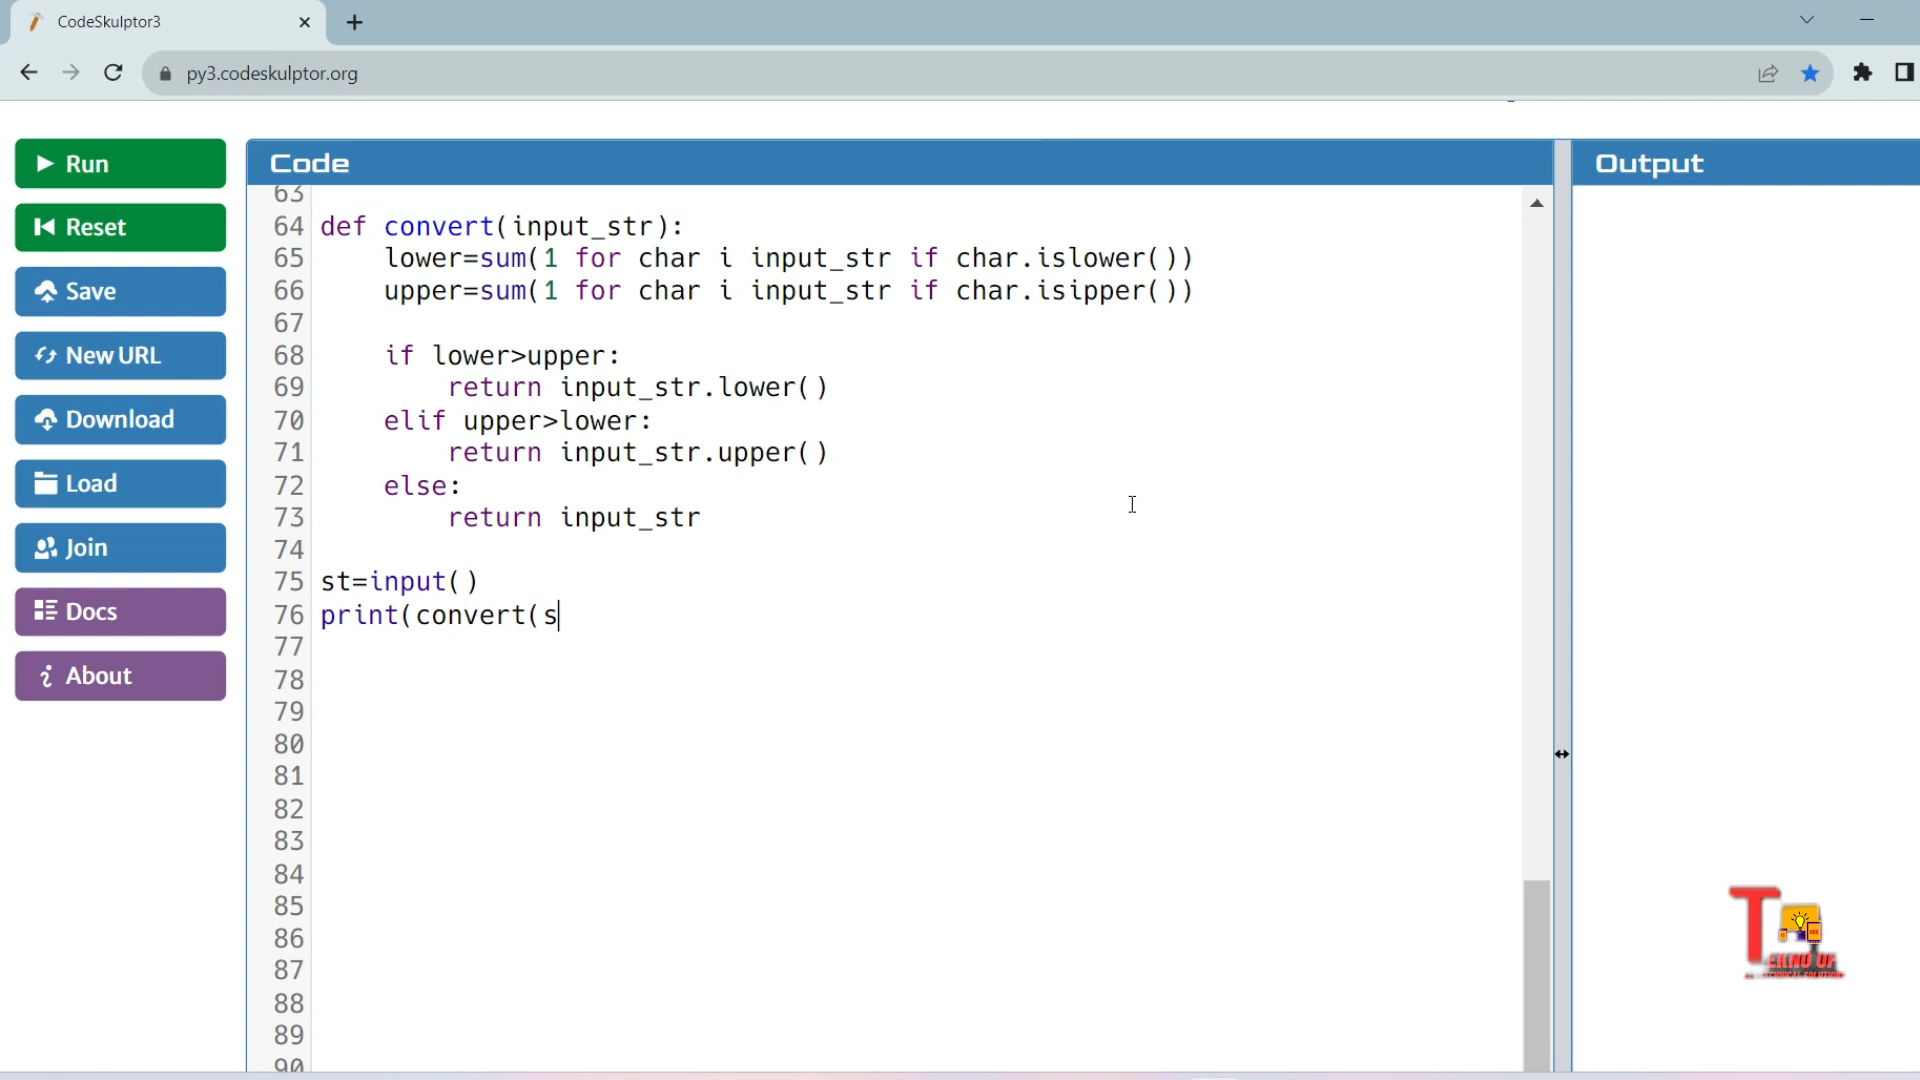 CodeSkulptor3
py3.codeskulptor.org
Run
Reset
Save
New URL
Download
Load
Join
Docs
About
Code
Output
63
64 def convert(input_str):
65 lower=sum(1 for char i input_str if char.islower())
66 upper=sum(1 for char i input_str if char.isipper())
67
68 if lower>upper:
69 return input_str.lower()
70 elif upper>lower:
71 return input_str.upper()
72 else:
73 return input_str
74
75 st=input()
76 print(convert(s
77
78
79
80
81
82
83
84
85
86
87
88
89
90